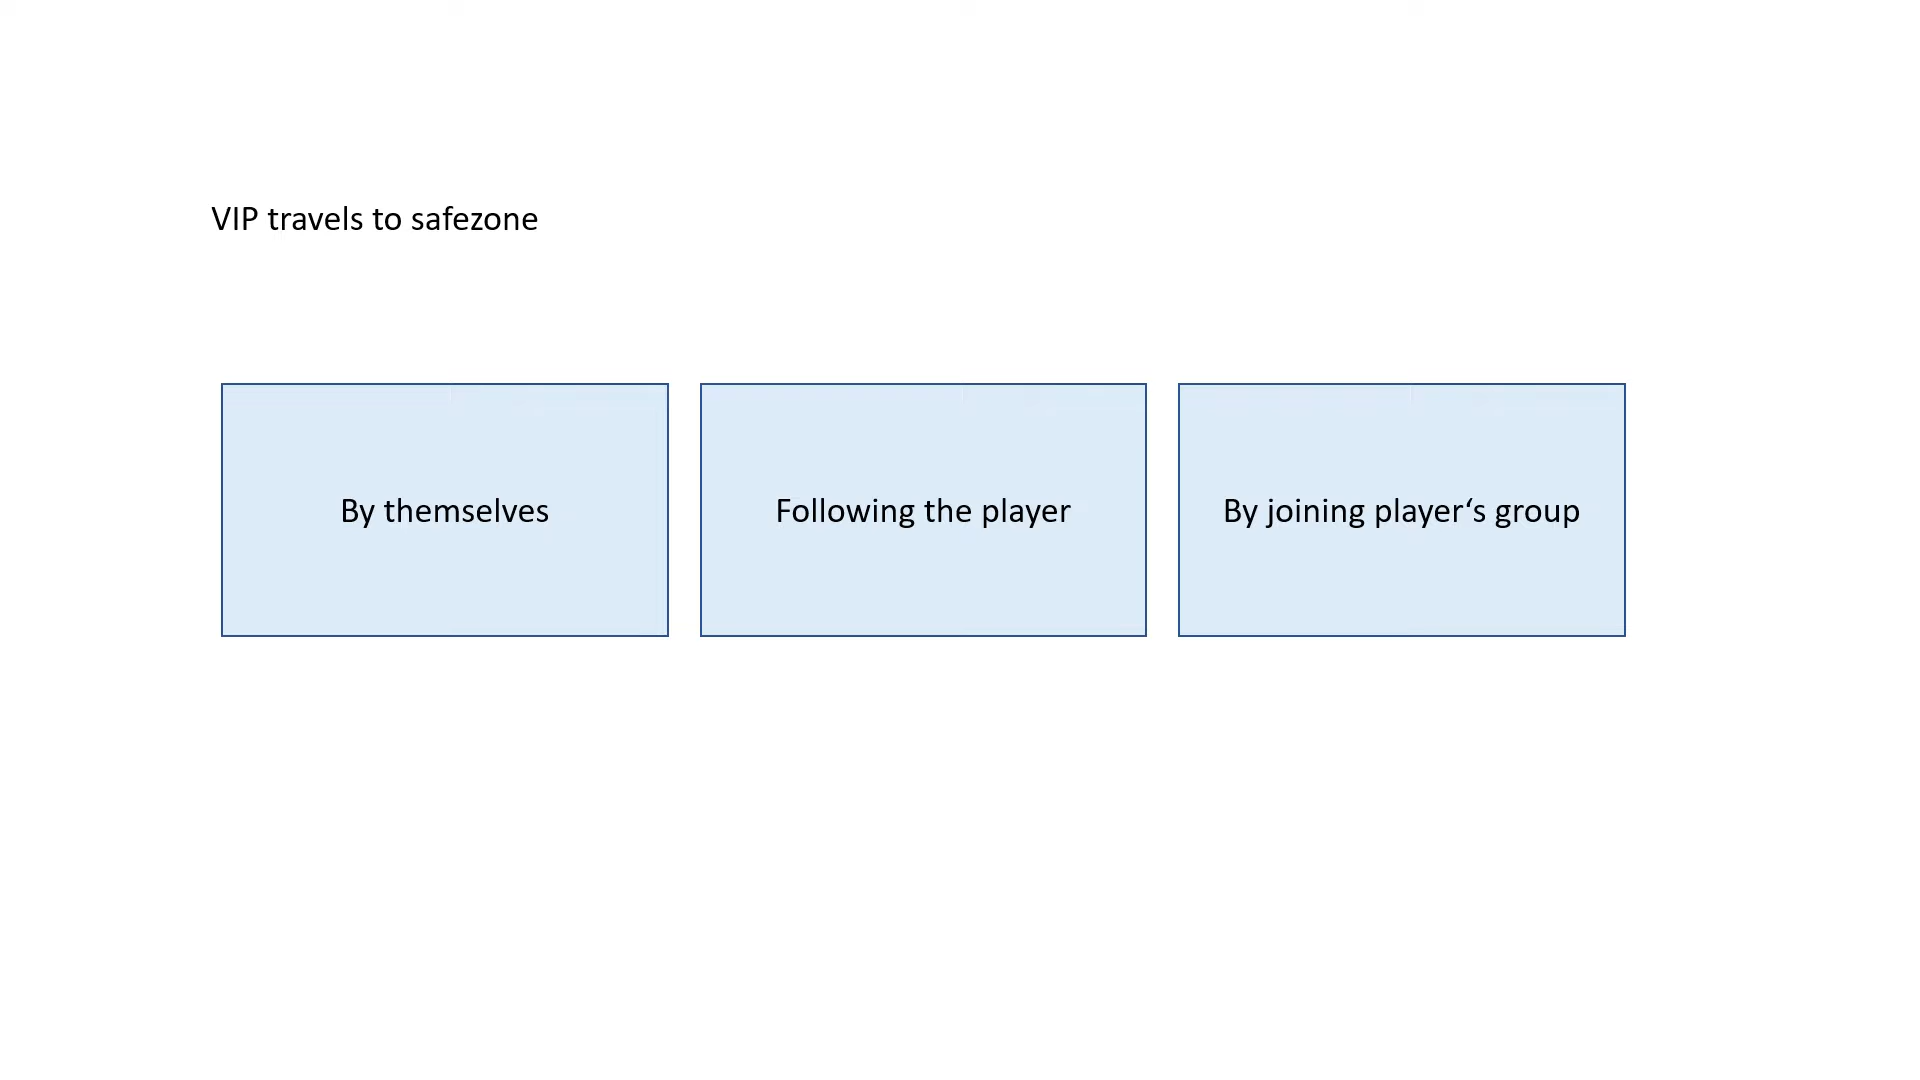 VIP travels to safezone
By themselves
Following the player
By joining player‘s group